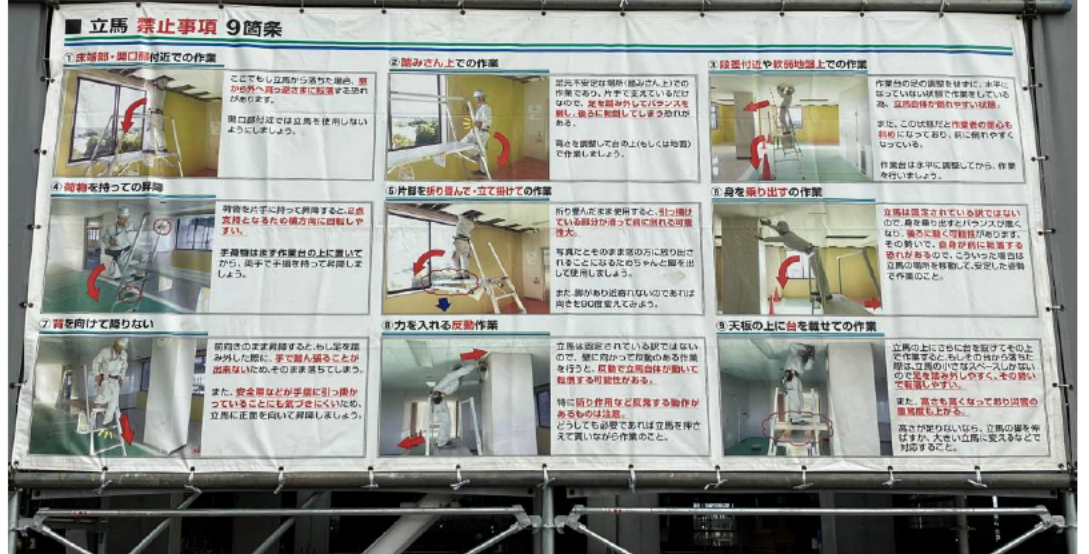 ■ 立馬 禁止事項 9箇条
①床端部・開口部付近での作業
ここでもし立馬から落ちた場合、窓
から外へ真っ逆さまに転落する恐れ
があります。
開口部付近では立馬を使用しない
ようにしましょう。
②踏みさん上での作業
足元不安定な場所(踏みさん上)での
作業であり、片手で支えているだけ
なので、足を踏み外してバランスを
崩し、後ろに転倒してしまう恐れが
ある。
高さを調整して台の上(もしくは地面)
で作業しましょう。
③段差付近や軟弱地盤上での作業
作業台の足の調整をせずに、水平に
なっていない状態で作業をしている
為、立馬自体が倒れやすい状態。
また、この状態だと作業者の重心も
斜めになっており、前に倒れやすく
なっている。
作業台は水平に調整してから、作業
を行いましょう。
④荷物を持っての昇降
荷物を片手に持って昇降すると、2点
支持となるため横方向に回転しや
すい。
手荷物はまず作業台の上に置いて
から、両手で手摺を持って昇降しま
しょう。
⑤片脚を折り畳んで・立て掛けての作業
折り畳んだまま使用すると、引っ掛け
ている部分が滑って前に倒れる可能
性大。
写真だとそのまま窓の方に放り出さ
れることになるためちゃんと脚を出
して使用しましょう。
また、脚があり近寄れないのであれば
向きを90度変えてみよう。
⑥身を乗り出すの作業
立馬は固定されている訳ではない
ので、身を乗り出すとバランスが悪く
なり、後ろに動く可能性があります。
その勢いで、自身が前に転落する
恐れがあるので、こういった場合は
立馬の場所を移動して、安定した姿勢
で作業のこと。
⑦背を向けて降りない
前向きのまま昇降すると、もし足を踏
み外した際に、手で踏ん張ることが
出来ないため、そのまま落ちてしまう。
また、安全帯などが手摺に引っ掛か
っていることにも気づきにくいため、
立馬に正面を向いて昇降しましょう。
⑧力を入れる反動作業
立馬は固定されている訳ではない
ので、壁に向かって反動のある作業
を行うと、反動で立馬自体が動いて
転倒する可能性がある。
特に斫り作用など反発する動作が
あるものは注意。
どうしても必要であれば立馬を押さ
えて貰いながら作業のこと。
⑨天板の上に台を載せての作業
立馬の上にさらに台を設けてその上
で作業すると、もしその台から落ちた
際は、立馬の小さなスペースしかない
ので足を踏み外しやすく、その勢い
で転落しやすい。
また、高さも高くなっており災害の
重篤度も上がる。
高さが足りないなら、立馬の脚を伸
ばすか、大きい立馬に変えるなどで
対応すること。